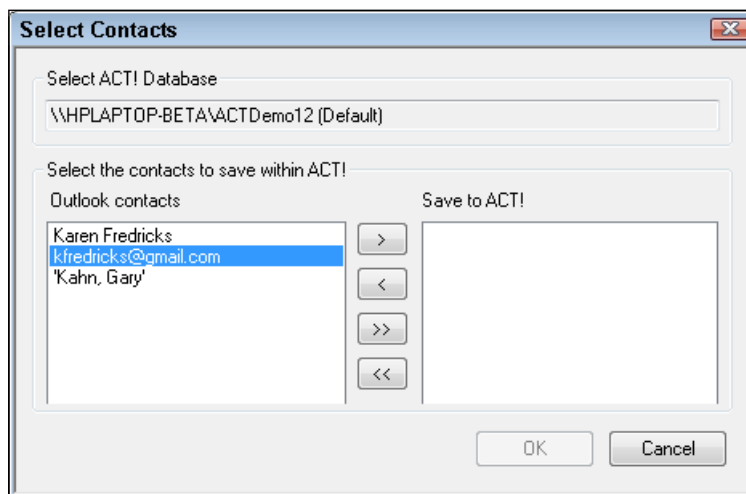 Select Contacts
Select ACT! Database
\\HPLAPTOP-BETA\ACTDemo12 (Default)
Select the contacts to save within ACT!
Outlook contacts
Save to ACT!
Karen Fredricks
kfredricks@gmail.com
'Kahn, Gary'
>
<
>>
<<
OK
Cancel